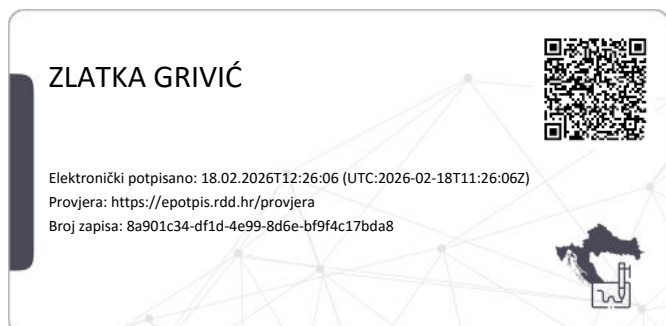 ZLATKA GRIVIĆ
Elektronički potpisano: 18.02.2026T12:26:06 (UTC:2026-02-18T11:26:06Z)
Provjera: https://epotpis.rdd.hr/provjera
Broj zapisa: 8a901c34-df1d-4e99-8d6e-bf9f4c17bda8